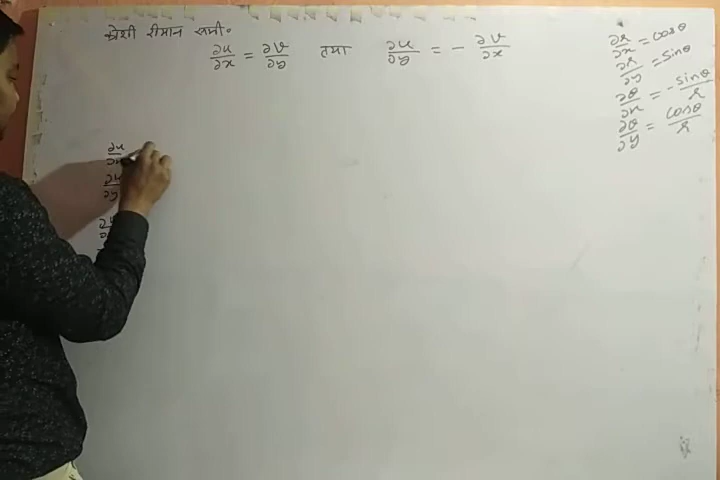 कोशी रीमान समी०
∂u/∂x = ∂v/∂y तथा ∂u/∂y = - ∂v/∂x
∂r/∂x = cosθ
∂r/∂y = sinθ
∂θ/∂x = - sinθ/r
∂θ/∂y = cosθ/r
∂u/∂x
∂u/∂y